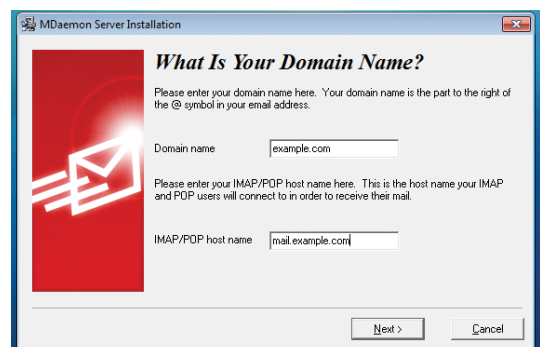 MDaemon Server Installation
What Is Your Domain Name?
Please enter your domain name here.  Your domain name is the part to the right of
the @ symbol in your email address.
Domain name
example.com
Please enter your IMAP/POP host name here.  This is the host name your IMAP
and POP users will connect to in order to receive their mail.
IMAP/POP host name
mail.example.com
Next >
Cancel